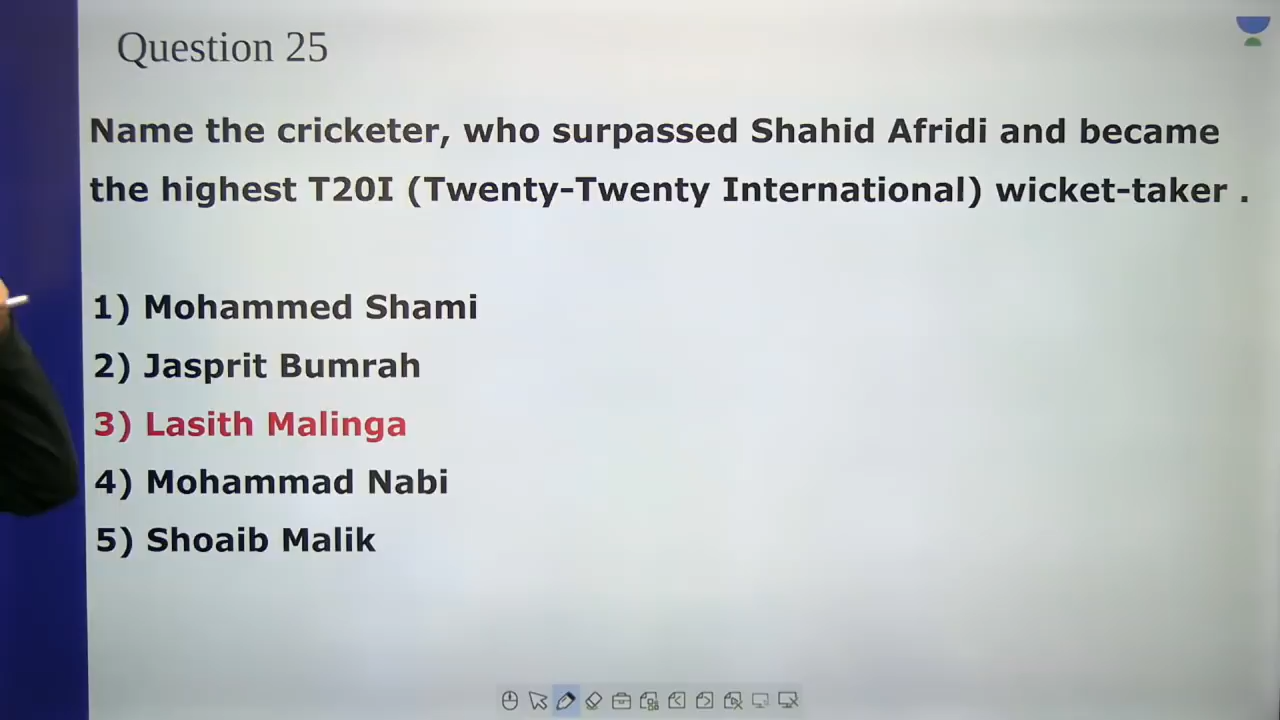 Question 25
Name the cricketer, who surpassed Shahid Afridi and became
the highest T20I (Twenty-Twenty International) wicket-taker .
1) Mohammed Shami
2) Jasprit Bumrah
3) Lasith Malinga
4) Mohammad Nabi
5) Shoaib Malik